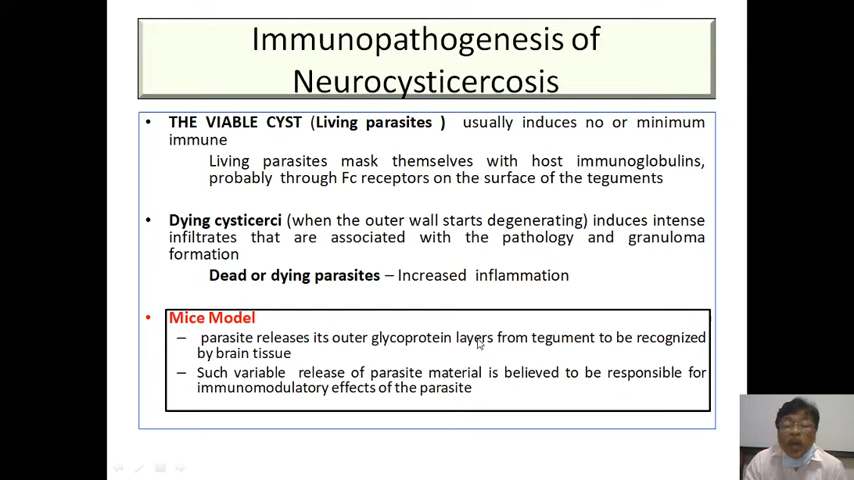 Immunopathogenesis of
Neurocysticercosis
• THE VIABLE CYST (Living parasites ) usually induces no or minimum
immune
Living parasites mask themselves with host immunoglobulins,
probably through Fc receptors on the surface of the teguments
• Dying cysticerci (when the outer wall starts degenerating) induces intense
infiltrates that are associated with the pathology and granuloma
formation
Dead or dying parasites – Increased inflammation
• Mice Model
– parasite releases its outer glycoprotein layers from tegument to be recognized
by brain tissue
– Such variable release of parasite material is believed to be responsible for
immunomodulatory effects of the parasite